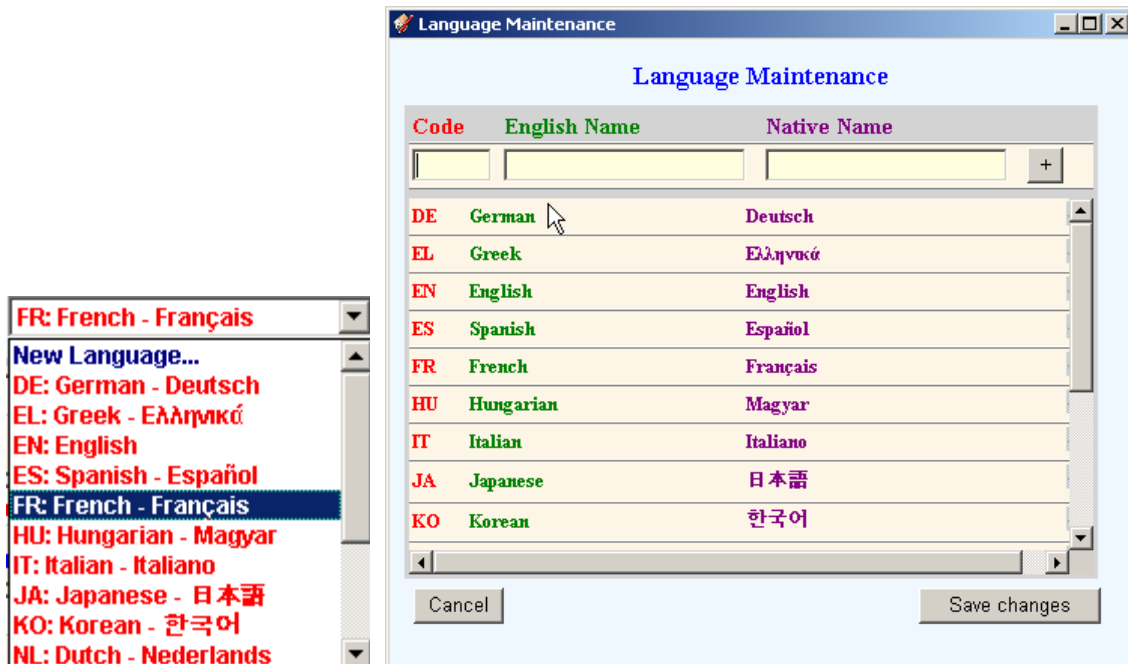 FR: French - Français
New Language...
DE: German - Deutsch
EL: Greek - Ελληνικά
EN: English
ES: Spanish - Español
FR: French - Français
HU: Hungarian - Magyar
IT: Italian - Italiano
JA: Japanese - 日本語
KO: Korean - 한국어
NL: Dutch - Nederlands
Language Maintenance
Language Maintenance
Code English Name Native Name
+
DE German Deutsch
EL Greek Ελληνικά
EN English English
ES Spanish Español
FR French Français
HU Hungarian Magyar
IT Italian Italiano
JA Japanese 日本語
KO Korean 한국어
Cancel Save changes